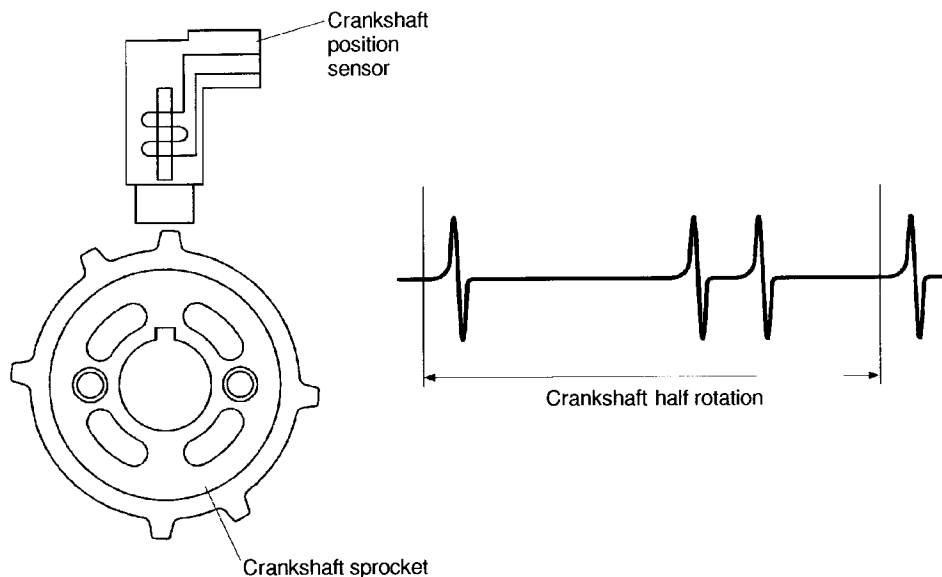 Crankshaft
position
sensor
Crankshaft half rotation
Crankshaft sprocket